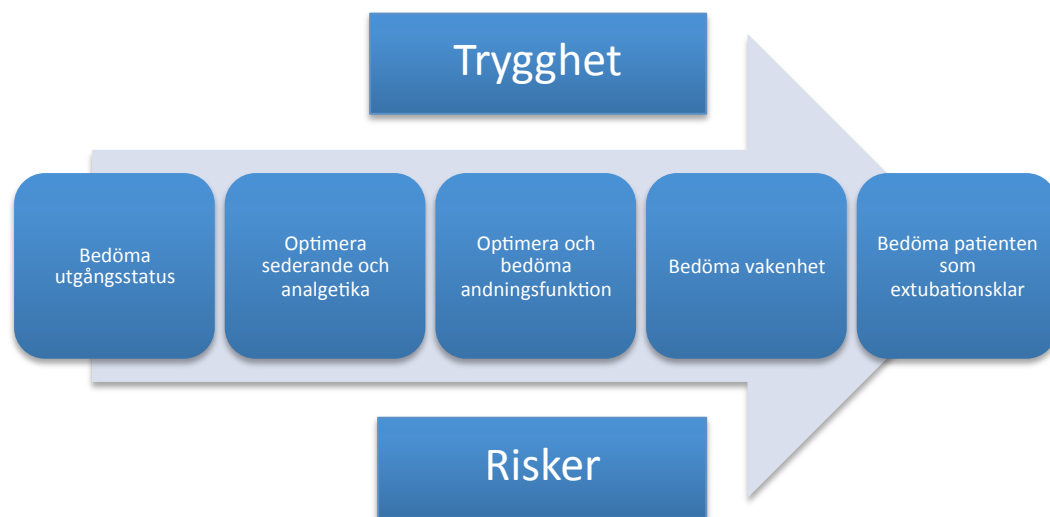 Trygghet
Bedöma
utgångsstatus
Optimera
sederande och
analgetika
Optimera och
bedöma
andningsfunktion
Bedöma vakenhet
Bedöma patienten
som
extubationsklar
Risker